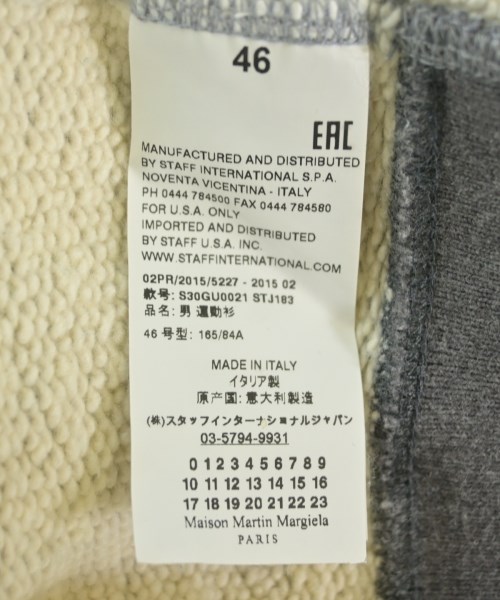 46
EAC
MANUFACTURED AND DISTRIBUTED
BY STAFF INTERNATIONAL S.P.A.
NOVENTA VICENTINA - ITALY
PH 0444 784500 FAX 0444 784580
FOR U.S.A. ONLY
IMPORTED AND DISTRIBUTED
BY STAFF U.S.A. INC.
WWW.STAFFINTERNATIONAL.COM
02PR/2015/5227 - 2015 02
款号: S30GU0021 STJ183
品名: 男 運動衫
46 号型: 165/84A
MADE IN ITALY
イタリア製
原产国: 意大利製造
(株)スタッフインターナショナルジャパン
03-5794-9931
0 1 2 3 4 5 6 7 8 9
10 11 12 13 14 15 16
17 18 19 20 21 22 23
Maison Martin Margiela
PARIS